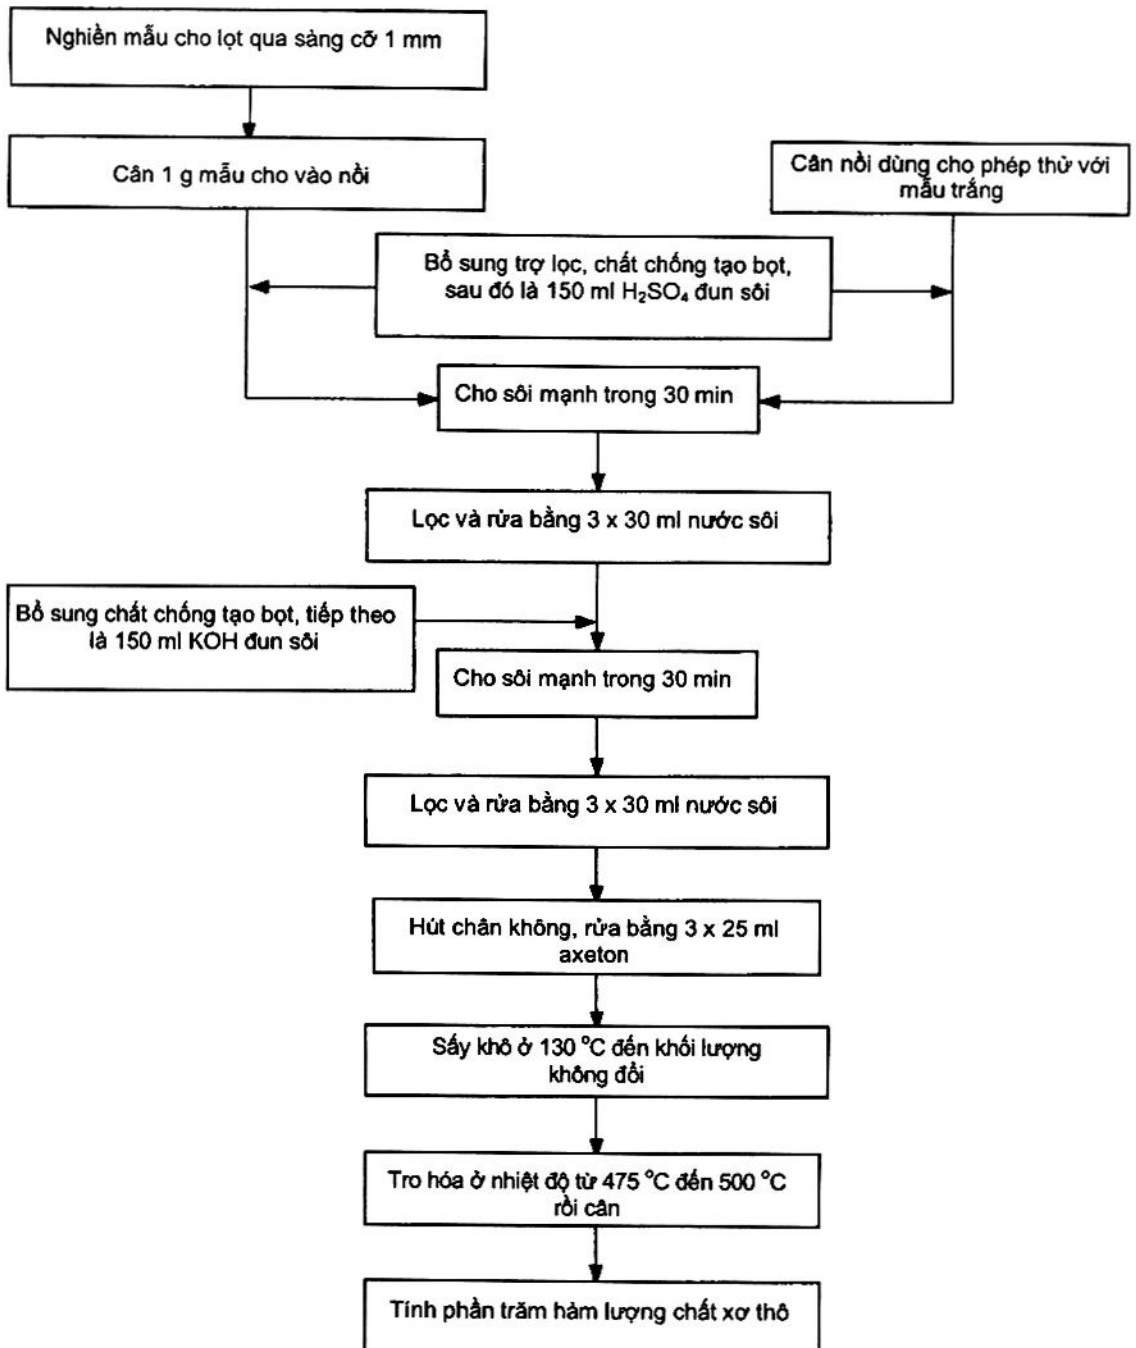 Nghiền mẫu cho lọt qua sàng cỡ 1 mm
Cân 1 g mẫu cho vào nồi
Cân nồi dùng cho phép thử với
mẫu trắng
Bổ sung trợ lọc, chất chống tạo bọt,
sau đó là 150 ml H₂SO₄ đun sôi
Cho sôi mạnh trong 30 min
Lọc và rửa bằng 3 x 30 ml nước sôi
Bổ sung chất chống tạo bọt, tiếp theo
là 150 ml KOH đun sôi
Cho sôi mạnh trong 30 min
Lọc và rửa bằng 3 x 30 ml nước sôi
Hút chân không, rửa bằng 3 x 25 ml
axeton
Sấy khô ở 130 °C đến khối lượng
không đổi
Tro hóa ở nhiệt độ từ 475 °C đến 500 °C
rồi cân
Tính phần trăm hàm lượng chất xơ thô